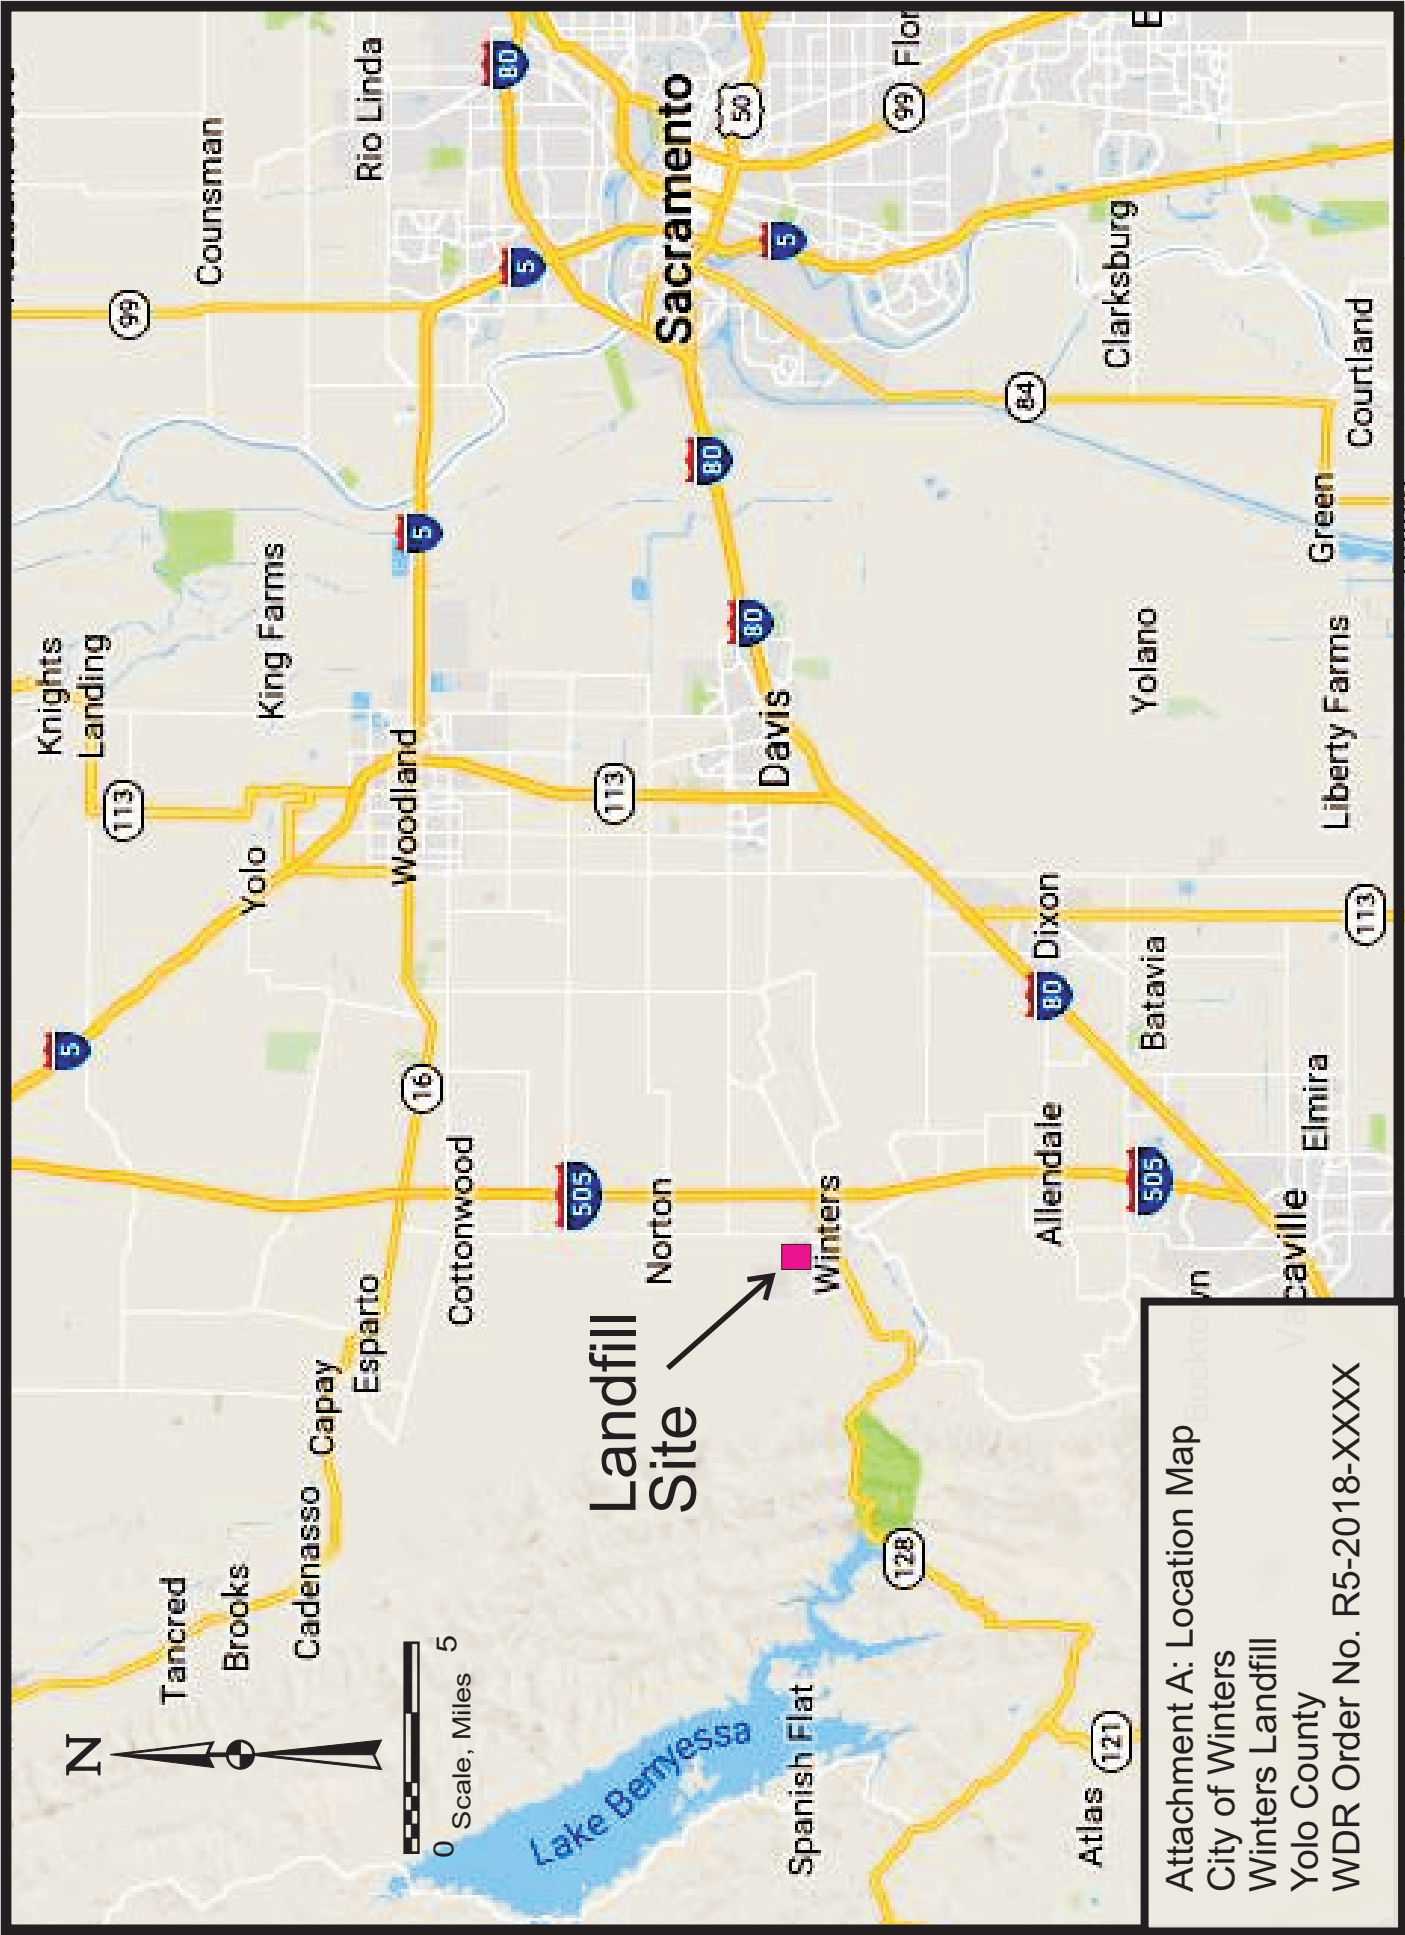 N
0
5
Scale, Miles
Tancred
Brooks
Cadenasso
Capay
Esparto
5
Yolo
113
Knights
Landing
King Farms
99
Counsman
Rio Linda
80
16
Woodland
5
5
Cottonwood
505
Norton
113
Landfill
Site
Winters
Lake Berryessa
Spanish Flat
128
Davis
80
80
Sacramento
50
5
99
Flor
Atlas
121
Allendale
505
80
Dixon
Batavia
Elmira
caville
wn
113
Yolano
Liberty Farms
84
Clarksburg
Green
Courtland
Attachment A: Location Map
City of Winters
Winters Landfill
Yolo County
WDR Order No. R5-2018-XXXX